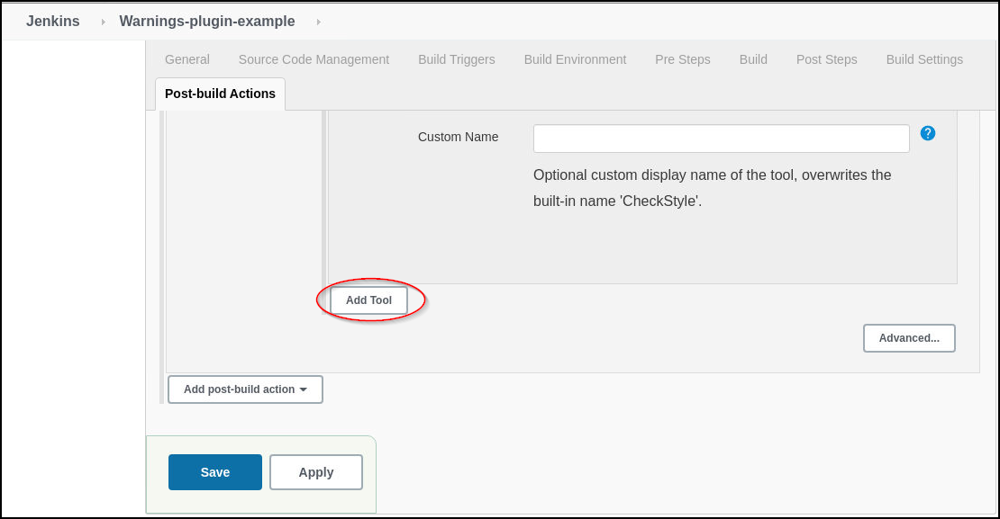 Jenkins Warnings-plugin-example
General Source Code Management Build Triggers Build Environment Pre Steps Build Post Steps Build Settings
Post-build Actions
Custom Name
Optional custom display name of the tool, overwrites the
built-in name 'CheckStyle'.
Add Tool
Advanced...
Add post-build action
Save Apply